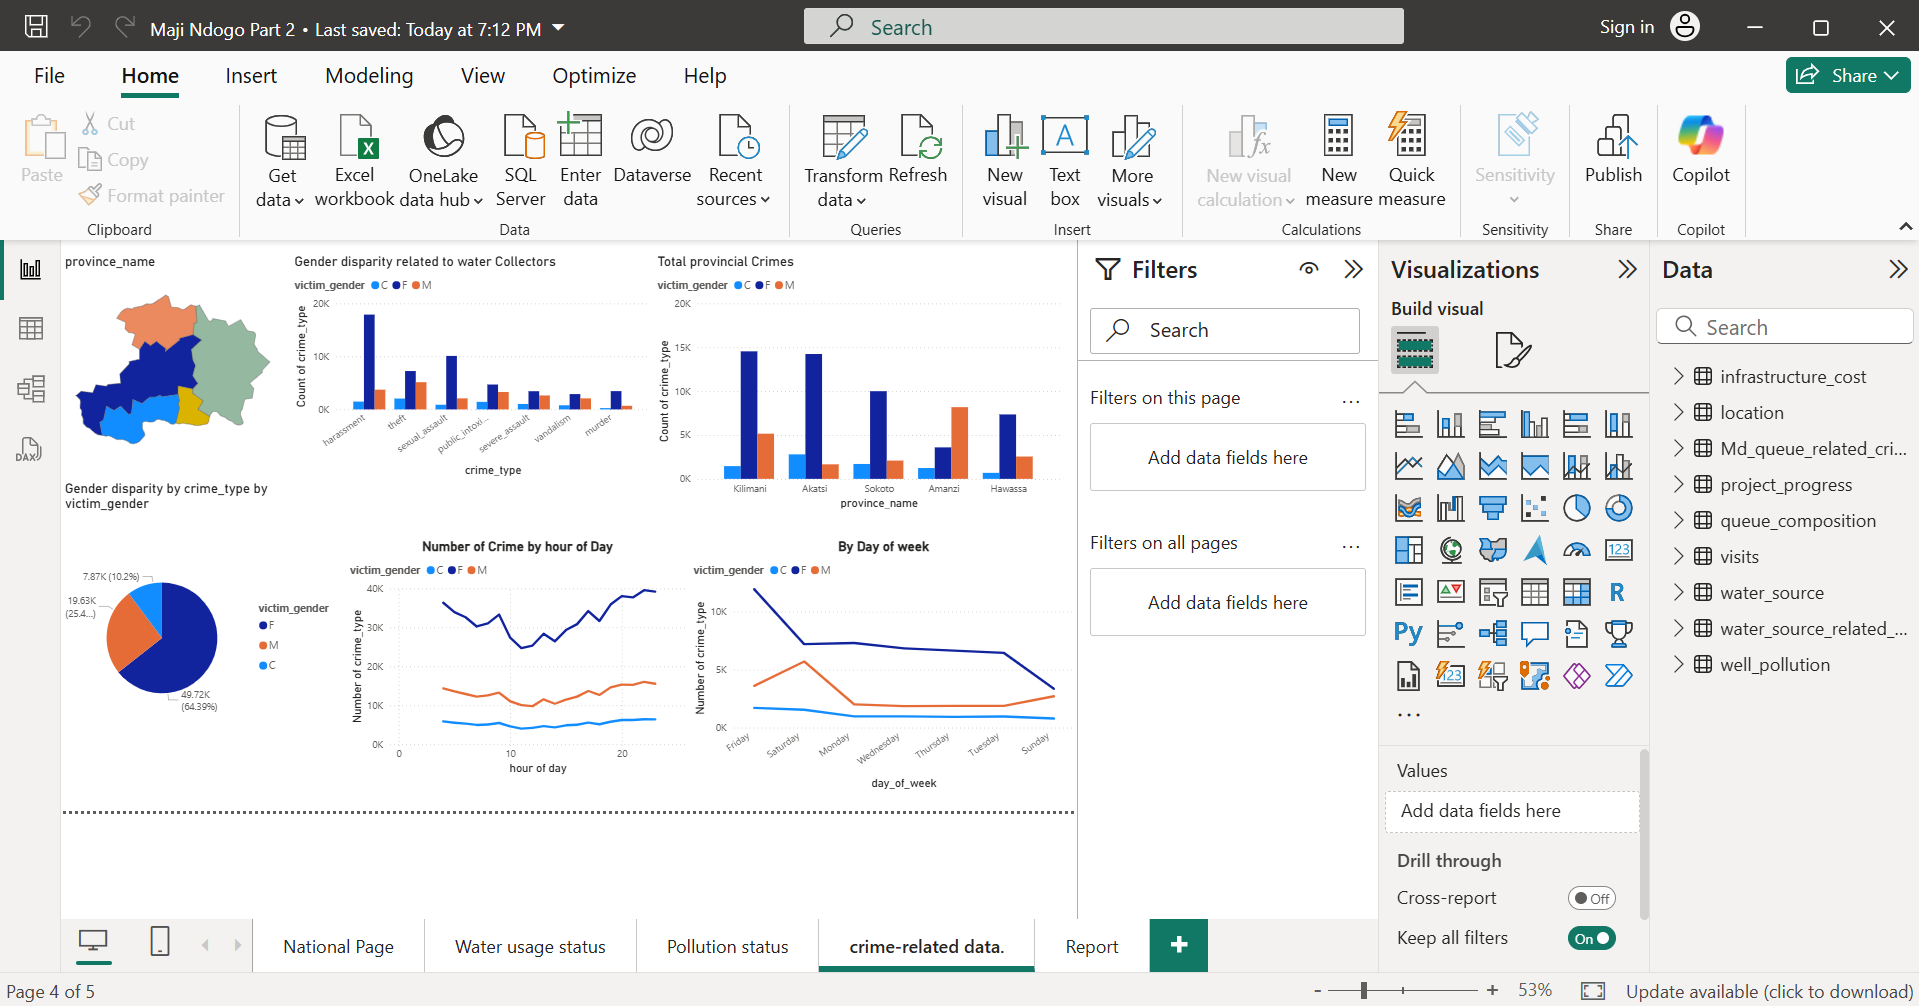 Maji Ndogo Part 2 • Last saved: Today at 7:12 PM
Search
Sign in
File Home Insert Modeling View Optimize Help
Share
Paste
Cut
Copy
Format painter
Clipboard
Get data
Excel workbook
OneLake data hub
SQL Server
Enter data
Dataverse
Recent sources
Data
Transform data
Refresh
Queries
New visual
Text box
More visuals
Insert
New visual calculation
New measure
Quick measure
Calculations
Sensitivity
Sensitivity
Publish
Share
Copilot
Copilot
DAX
province_name
Gender disparity related to water Collectors
victim_gender C F M
Count of crime_type
20K
10K
0K
harassment
theft
sexual_assault
public_intoxi...
severe_assault
vandalism
murder
crime_type
Total provincial Crimes
victim_gender C F M
Count of crime_type
20K
15K
10K
5K
0K
Kilimani
Akatsi
Sokoto
Amanzi
Hawassa
province_name
Gender disparity by crime_type by
victim_gender
7.87K (10.2%)
19.63K
(25.4...)
49.72K
(64.39%)
victim_gender
F
M
C
Number of Crime by hour of Day
victim_gender C F M
Number of crime_type
40K
30K
20K
10K
0K
0
10
20
hour of day
By Day of week
victim_gender C F M
Number of crime_type
10K
5K
0K
Friday
Saturday
Monday
Wednesday
Thursday
Tuesday
Sunday
day_of_week
Filters
Search
Filters on this page
...
Add data fields here
Filters on all pages
...
Add data fields here
Visualizations
Build visual
123
R
Py
123
...
Values
Add data fields here
Drill through
Cross-report
Off
Keep all filters
On
Data
Search
infrastructure_cost
location
Md_queue_related_cri...
project_progress
queue_composition
visits
water_source
water_source_related_...
well_pollution
National Page
Water usage status
Pollution status
crime-related data.
Report
+
Page 4 of 5
- + 53%
Update available (click to download)